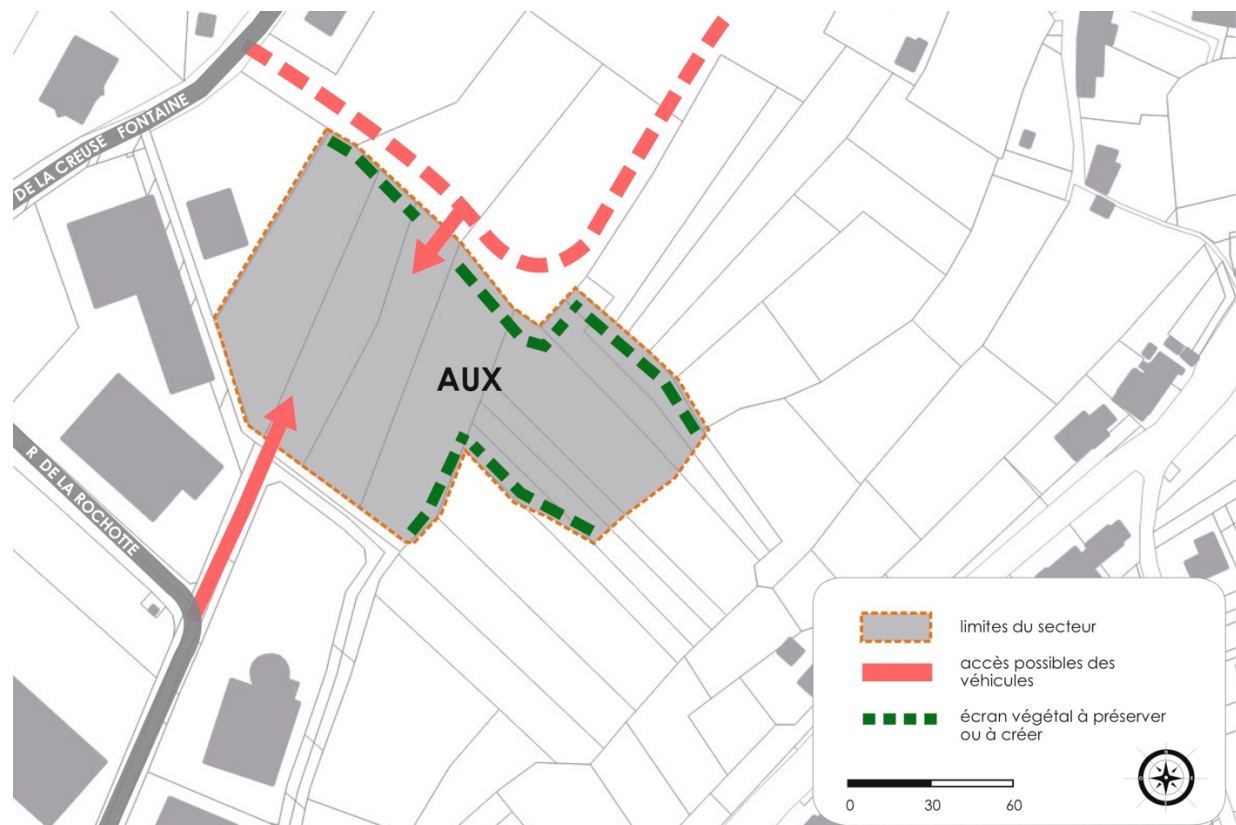 DE LA CREUSE FONTAINE
AUX
R DE LA ROCHOTTE
limites du secteur
accès possibles des
véhicules
écran végétal à préserver
ou à créer
0 30 60